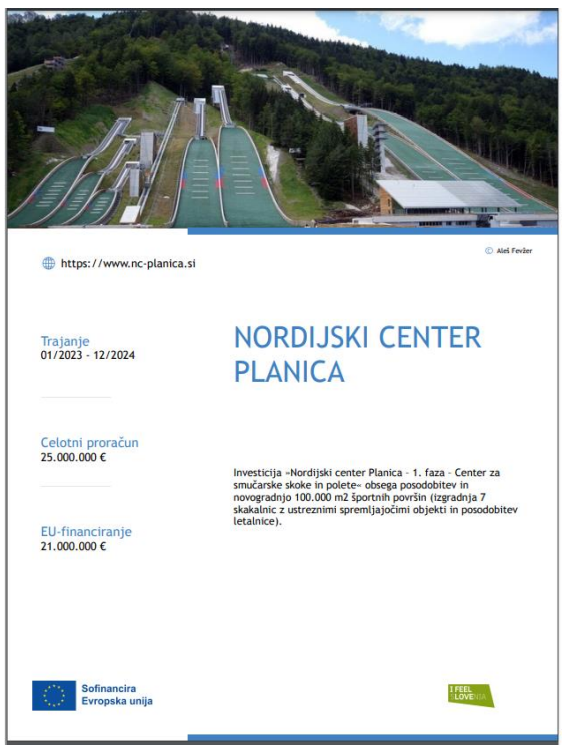 © Aleš Fevžer
https://www.nc-planica.si
Trajanje
01/2023 - 12/2024
Celotni proračun
25.000.000 €
EU-financiranje
21.000.000 €
NORDIJSKI CENTER
PLANICA
Investicija »Nordijski center Planica – 1. faza – Center za
smučarske skoke in polete« obsega posodobitev in
novogradnjo 100.000 m2 športnih površin (izgradnja 7
skakalnic z ustreznimi spremljajočimi objekti in posodobitev
letalnice).
Sofinancira
Evropska unija
I FEEL
SLOVENIA